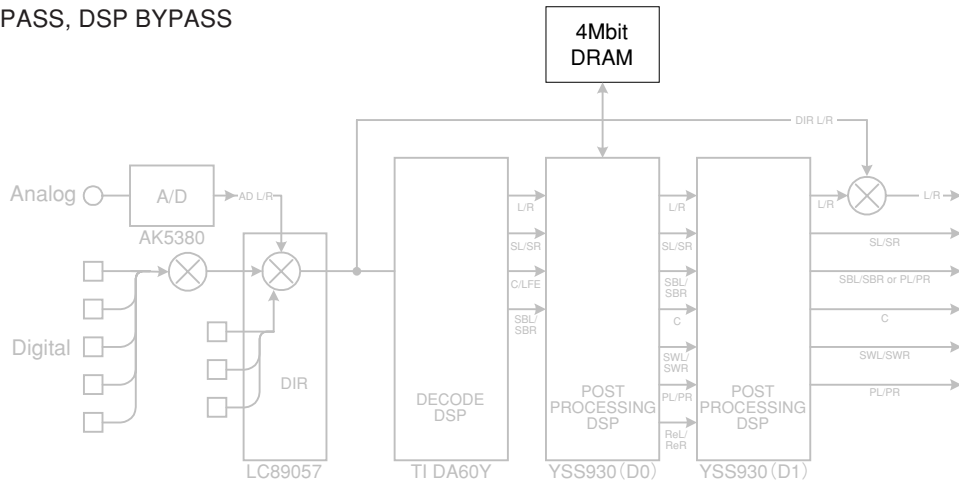 PASS, DSP BYPASS
4Mbit
DRAM
DIR L/R
Analog
A/D
AD L/R
AK5380
L/R
L/R
L/R
L/R
SL/SR
SL/SR
SL/SR
C/LFE
SBL/
SBR
SBL/SBR or PL/PR
SBL/
SBR
C
C
Digital
SWL/
SWR
SWL/SWR
DIR
DECODE
DSP
POST
PROCESSING
DSP
PL/PR
POST
PROCESSING
DSP
PL/PR
ReL/
ReR
LC89057
TI DA60Y
YSS930(D0)
YSS930(D1)